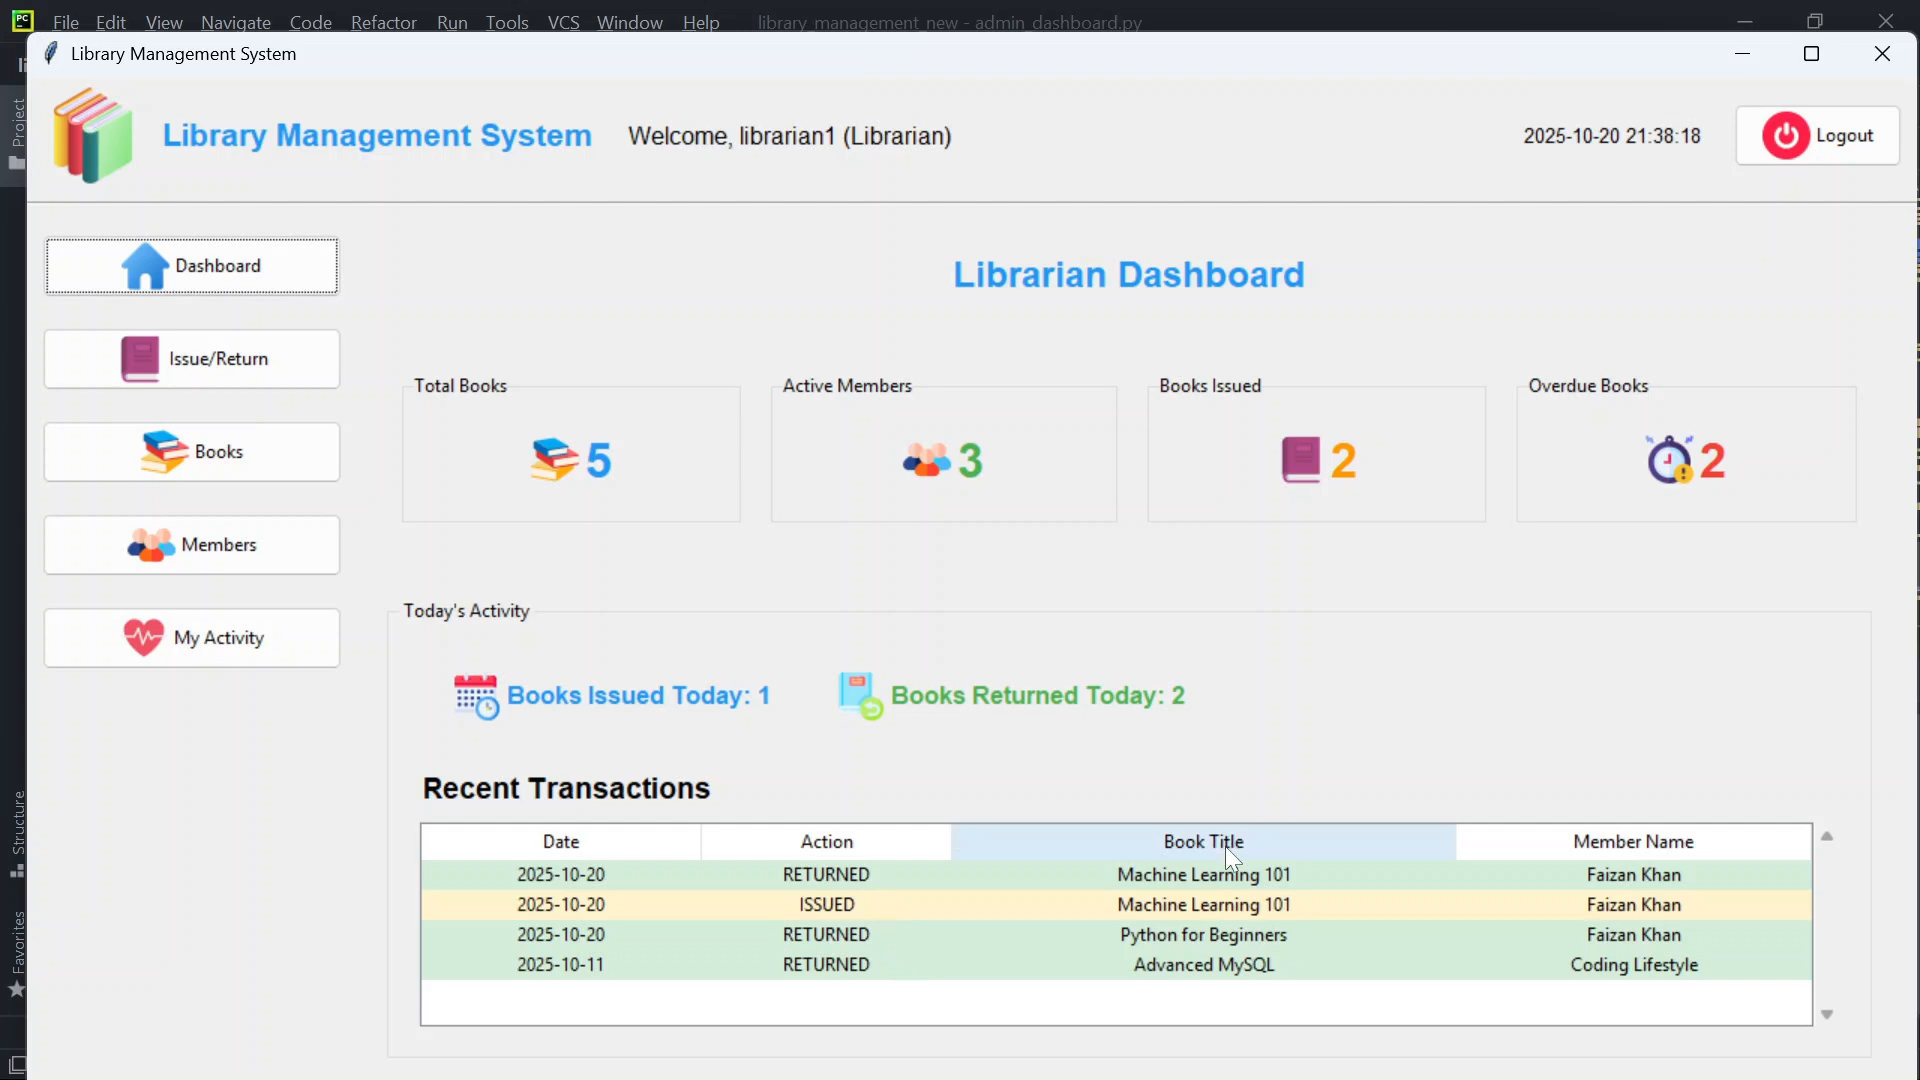 File Edit View Navigate Code Refactor Run Tools VCS Window Help library_management_new - admin_dashboard.py
Library Management System
Library Management System Welcome, librarian1 (Librarian) 2025-10-20 21:38:18 Logout
Project
Dashboard
Issue/Return
Books
Members
My Activity
Structure
Favorites
Librarian Dashboard
Total Books Active Members Books Issued Overdue Books
5 3 2 2
Today's Activity
Books Issued Today: 1 Books Returned Today: 2
Recent Transactions
Date Action Book Title Member Name
2025-10-20 RETURNED Machine Learning 101 Faizan Khan
2025-10-20 ISSUED Machine Learning 101 Faizan Khan
2025-10-20 RETURNED Python for Beginners Faizan Khan
2025-10-11 RETURNED Advanced MySQL Coding Lifestyle